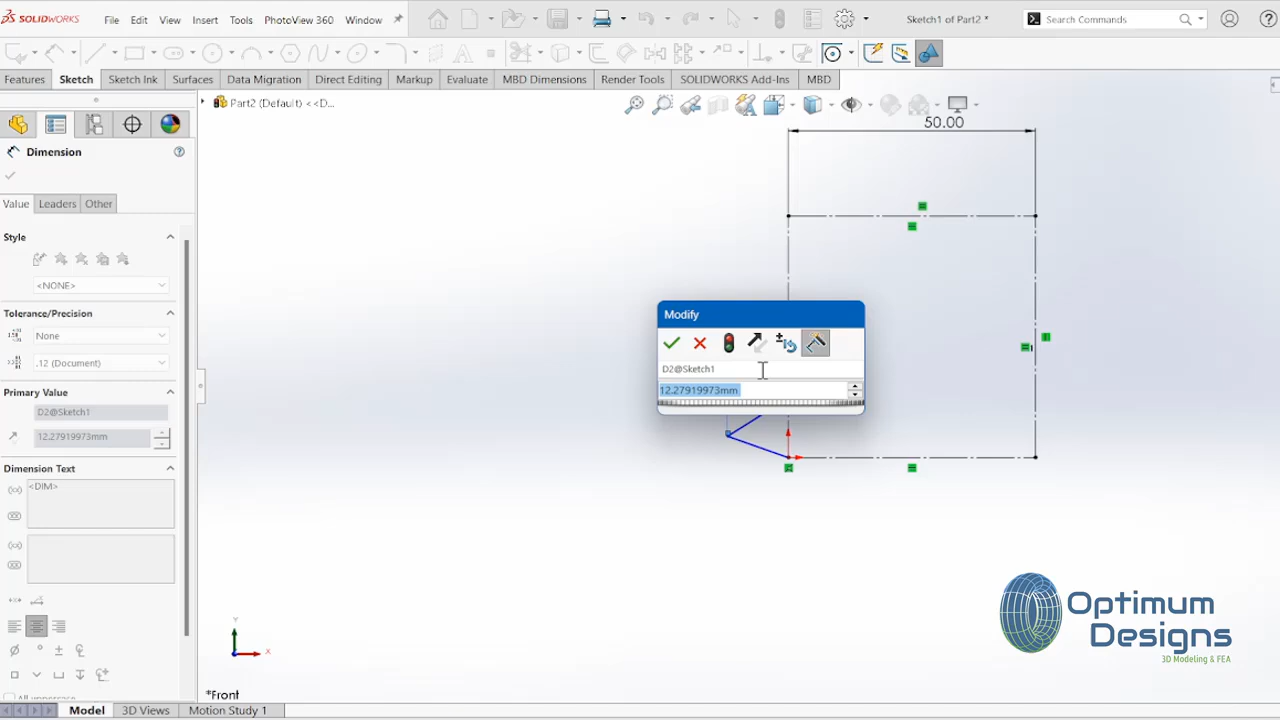 SOLIDWORKS File Edit View Insert Tools PhotoView 360 Window Sketch1 of Part2 * Search Commands ?
Features Sketch Sketch Ink Surfaces Data Migration Direct Editing Markup Evaluate MBD Dimensions Render Tools SOLIDWORKS Add-Ins MBD
Part2 (Default) <<D...
50.00
Dimension
Value Leaders Other
Style
<NONE>
Tolerance/Precision
None
.12 (Document)
Primary Value
D2@Sketch1
12.27919973mm
Dimension Text
<DIM>
All uppercase
Modify
D2@Sketch1
12.27919973mm
Y
X
*Front
Optimum
Designs
3D Modeling & FEA
Model 3D Views Motion Study 1